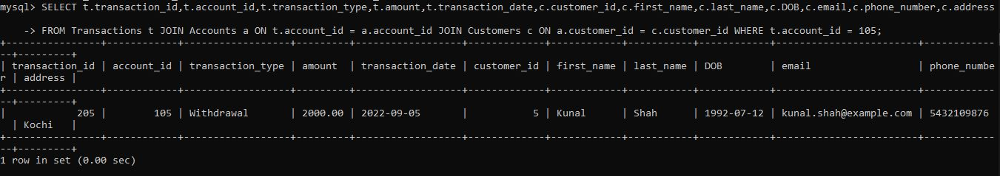 mysql> SELECT t.transaction_id,t.account_id,t.transaction_type,t.amount,t.transaction_date,c.customer_id,c.first_name,c.last_name,c.DOB,c.email,c.phone_number,c.address
    -> FROM Transactions t JOIN Accounts a ON t.account_id = a.account_id JOIN Customers c ON a.customer_id = c.customer_id WHERE t.account_id = 105;
+----------------+------------+------------------+---------+------------------+-------------+------------+-----------+------------+------------------------+------------
--+---------+
| transaction_id | account_id | transaction_type | amount  | transaction_date | customer_id | first_name | last_name | DOB        | email                  | phone_numbe
r | address |
+----------------+------------+------------------+---------+------------------+-------------+------------+-----------+------------+------------------------+------------
--+---------+
|            205 |        105 | Withdrawal       | 2000.00 | 2022-09-05       |           5 | Kunal      | Shah      | 1992-07-12 | kunal.shah@example.com | 5432109876
  | Kochi   |
+----------------+------------+------------------+---------+------------------+-------------+------------+-----------+------------+------------------------+------------
--+---------+
1 row in set (0.00 sec)